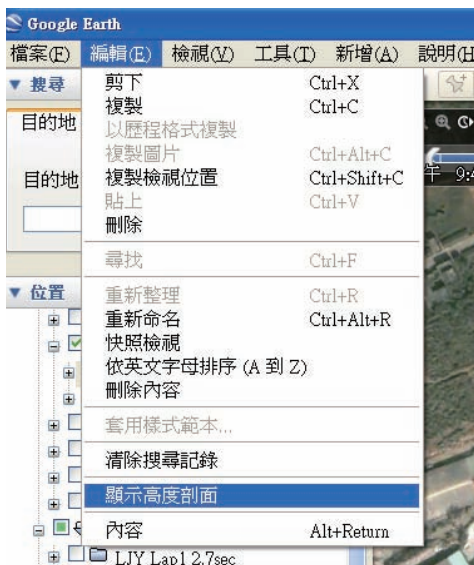 Google Earth
檔案(F) 編輯(E) 檢視(V) 工具(T) 新增(A) 說明(H
搜尋
目的地
目的地
位置
剪下 Ctrl+X
複製 Ctrl+C
以歷程格式複製
複製圖片 Ctrl+Alt+C
複製檢視位置 Ctrl+Shift+C
貼上 Ctrl+V
刪除
尋找 Ctrl+F
重新整理 Ctrl+R
重新命名 Ctrl+Alt+R
快照檢視
依英文字母排序 (A 到 Z)
刪除內容
套用樣式範本...
清除搜尋記錄
顯示高度剖面
內容 Alt+Return
午 9:4
LJY Lap1 2.7sec